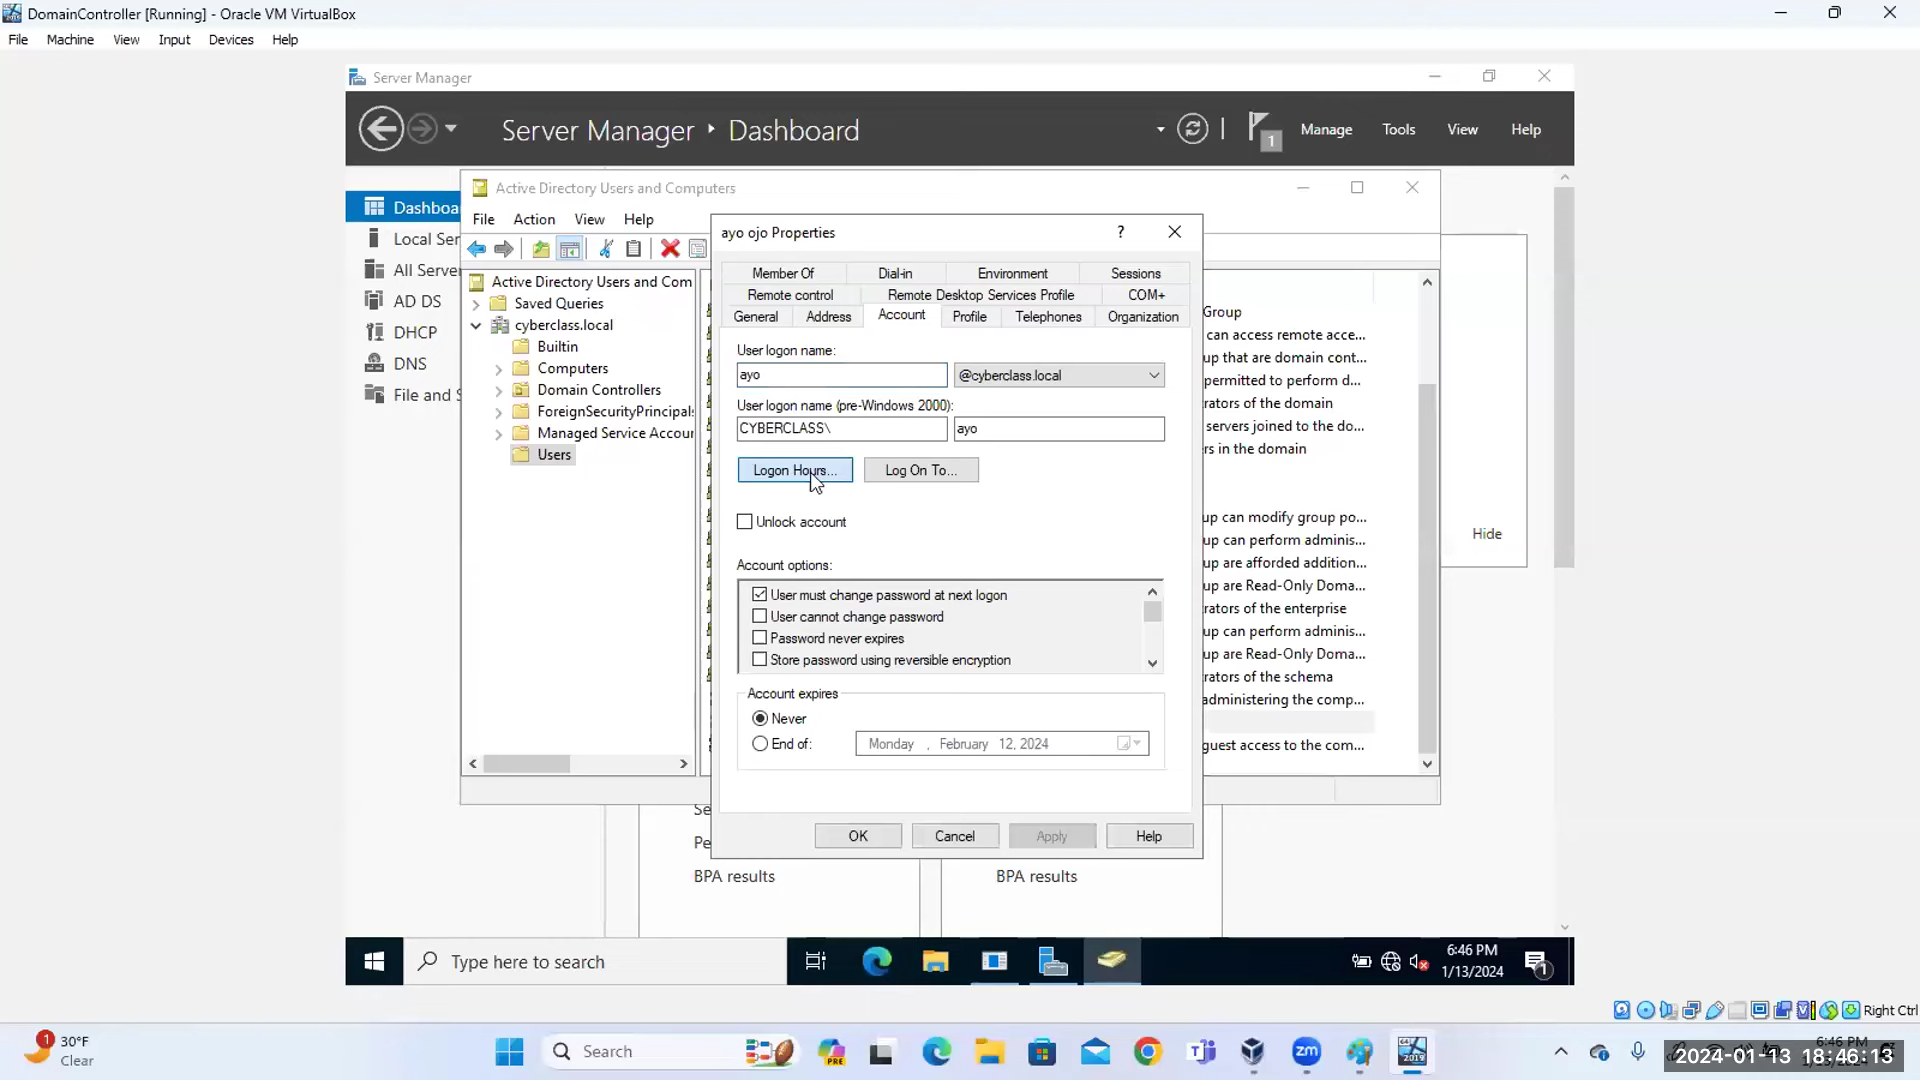 DomainController [Running] - Oracle VM VirtualBox
File Machine View Input Devices Help
Server Manager
Server Manager Dashboard
1 Manage Tools View Help
Active Directory Users and Computers
File Action View Help
Dashboa
Local Ser
All Serve
AD DS
DHCP
DNS
File and S
Active Directory Users and Com
Saved Queries
cyberclass.local
Builtin
Computers
Domain Controllers
ForeignSecurityPrincipals
Managed Service Accour
Users
ayo ojo Properties
Member Of Dial-in Environment Sessions
Remote control Remote Desktop Services Profile COM+
General Address Account Profile Telephones Organization
User logon name:
ayo @cyberclass.local
User logon name (pre-Windows 2000):
CYBERCLASS\ ayo
Logon Hours... Log On To...
Unlock account
Account options:
User must change password at next logon
User cannot change password
Password never expires
Store password using reversible encryption
Account expires
Never
End of: Monday , February 12, 2024
OK Cancel Apply Help
Group
can access remote acce...
up that are domain cont...
permitted to perform d...
rators of the domain
servers joined to the do...
rs in the domain
up can modify group po...
up can perform adminis...
up are afforded addition...
up are Read-Only Doma...
rators of the enterprise
up can perform adminis...
up are Read-Only Doma...
rators of the schema
administering the comp...
guest access to the com...
Hide
Se
Pe
BPA results BPA results
Type here to search
6:46 PM
1/13/2024
1
Right Ctrl
1
30°F
Clear
Search
PRE
zm
2019
2024-01-13 18:46:13